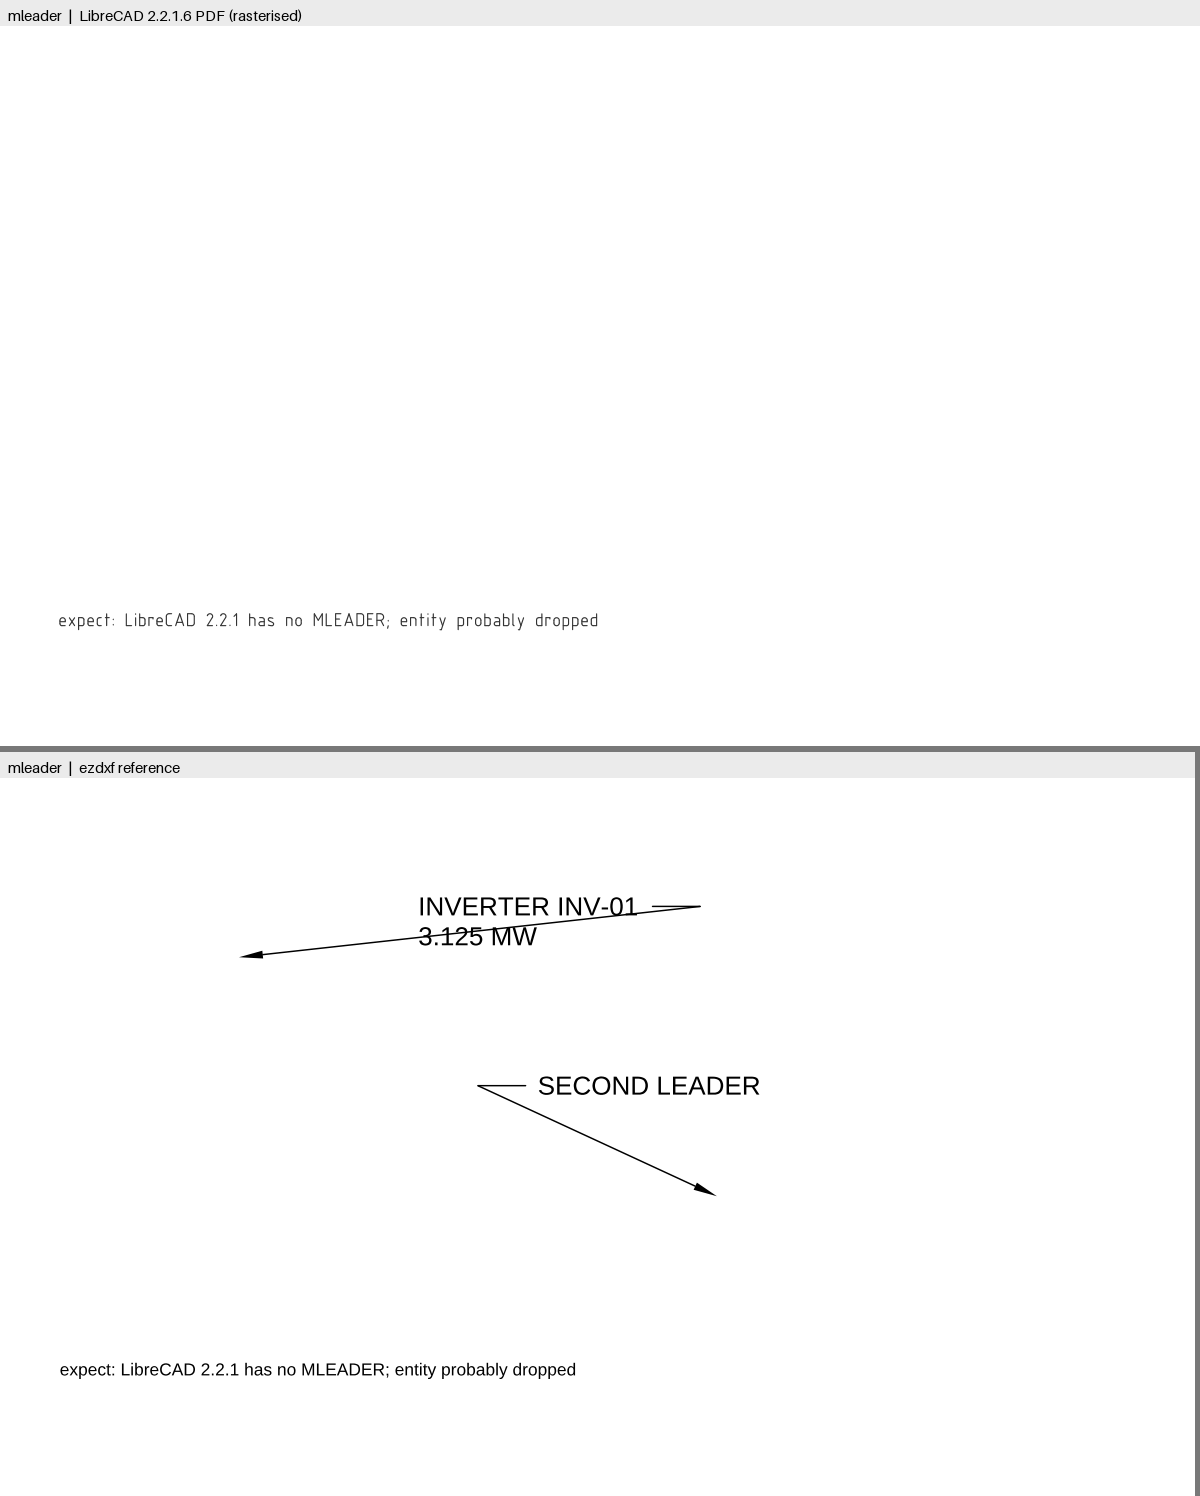 mleader | LibreCAD 2.2.1.6 PDF (rasterised)
expect: LibreCAD 2.2.1 has no MLEADER; entity probably dropped
mleader | ezdxf reference
INVERTER INV-01
3.125 MW
SECOND LEADER
expect: LibreCAD 2.2.1 has no MLEADER; entity probably dropped